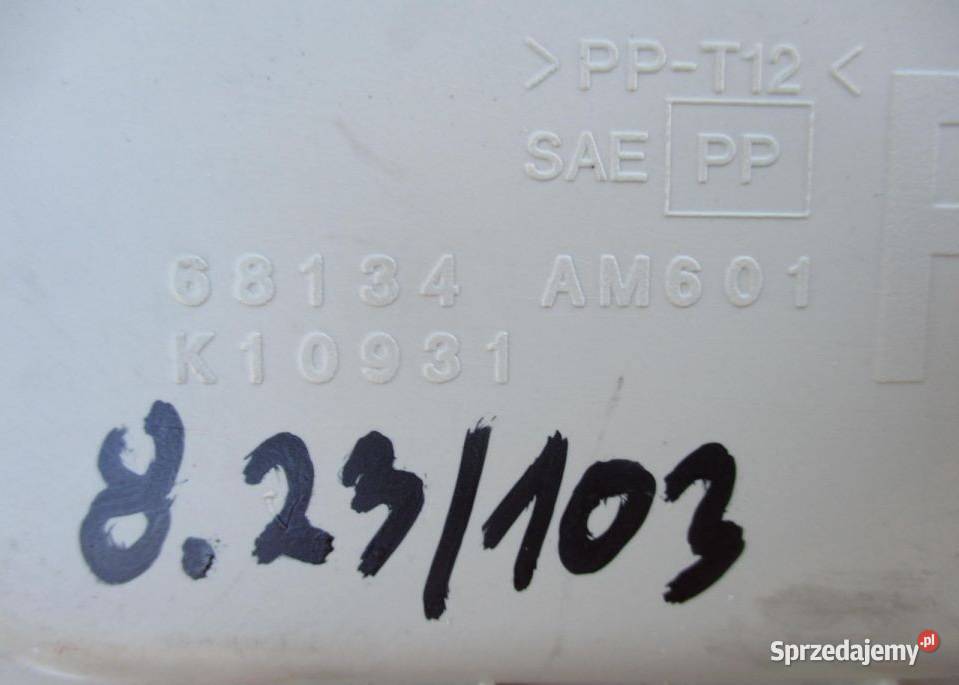 >PP-T12<
SAE PP
68134 AM601
K10931
8.23/103
Sprzedajemy.pl